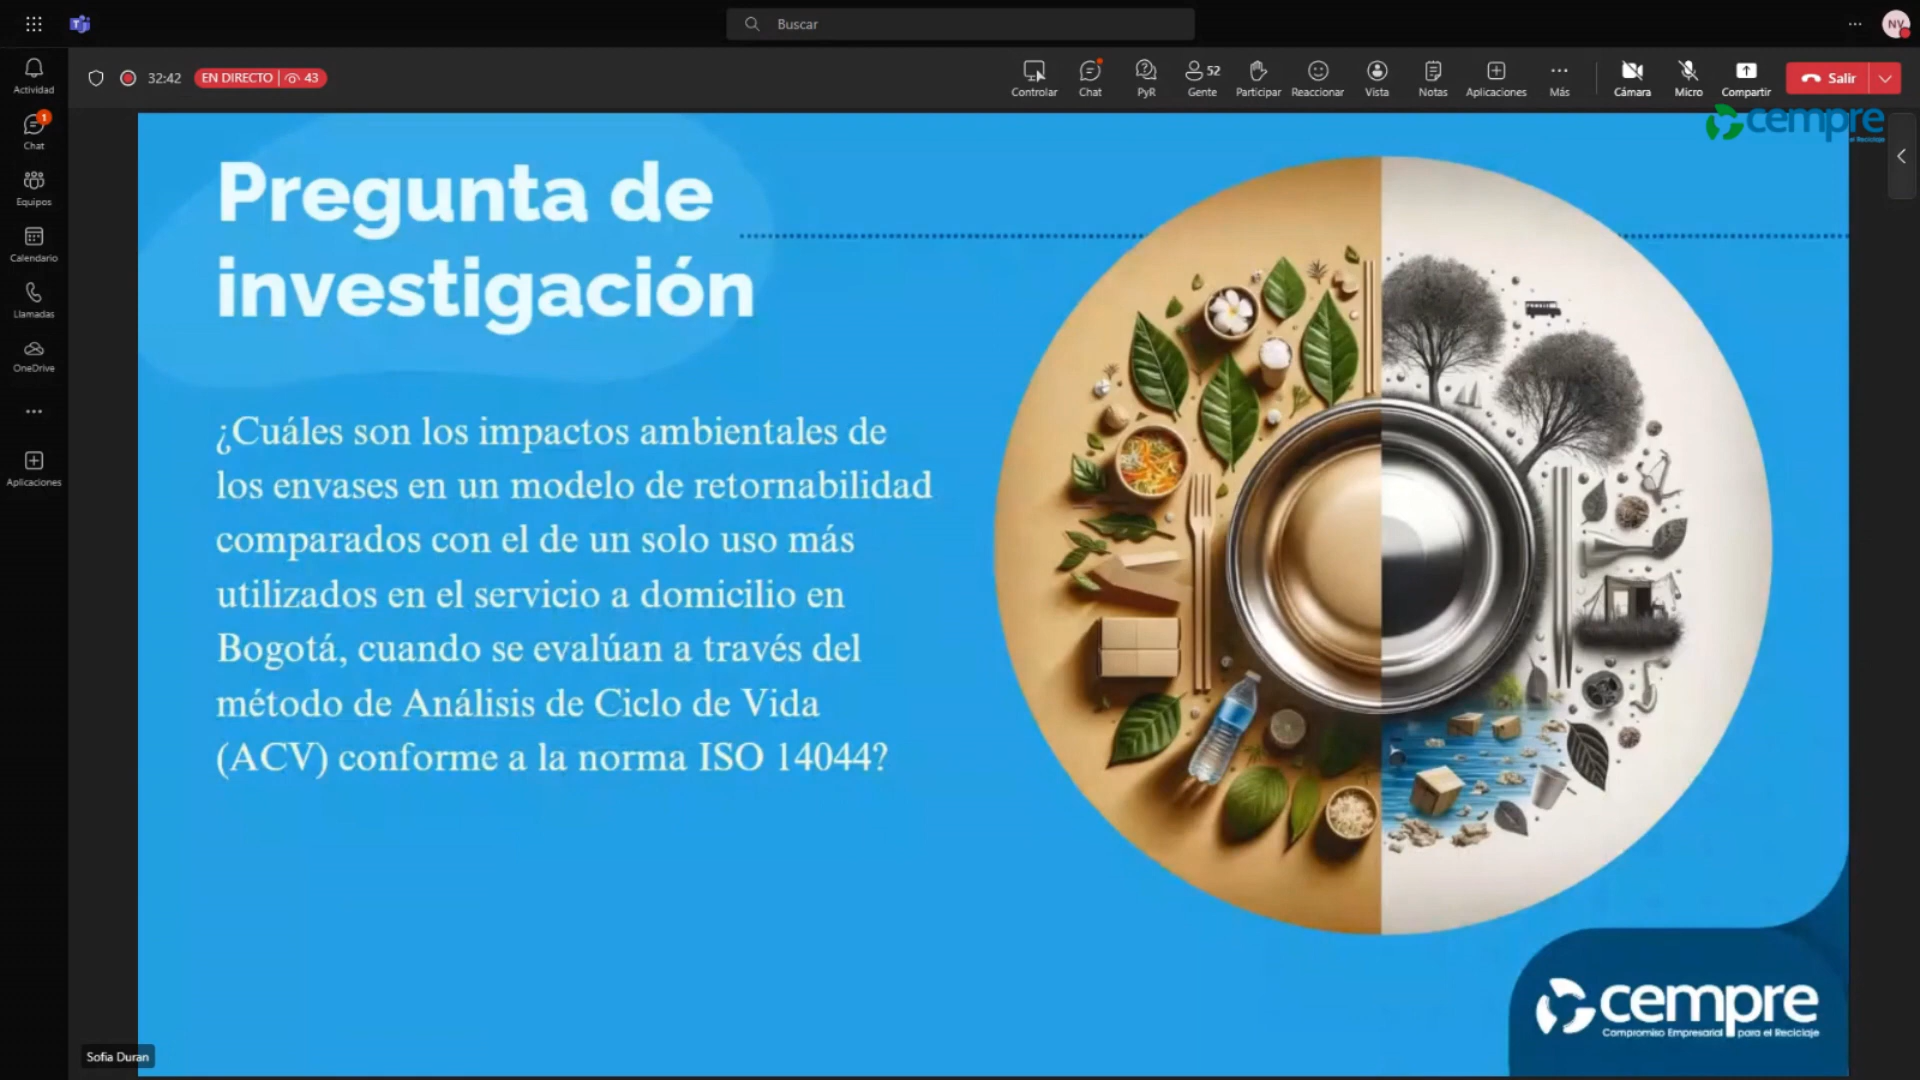 Buscar
NV
Actividad
1
Chat
Equipos
Calendario
Llamadas
OneDrive
Aplicaciones
32:42
EN DIRECTO
43
Controlar
Chat
PyR
52
Gente
Participar
Reaccionar
Vista
Notas
Aplicaciones
Más
Cámara
Micro
Compartir
Salir
cempre
el Reciclaje
Pregunta de
investigación
¿Cuáles son los impactos ambientales de
los envases en un modelo de retornabilidad
comparados con el de un solo uso más
utilizados en el servicio a domicilio en
Bogotá, cuando se evalúan a través del
método de Análisis de Ciclo de Vida
(ACV) conforme a la norma ISO 14044?
cempre
Compromiso Empresarial para el Reciclaje
Sofia Duran